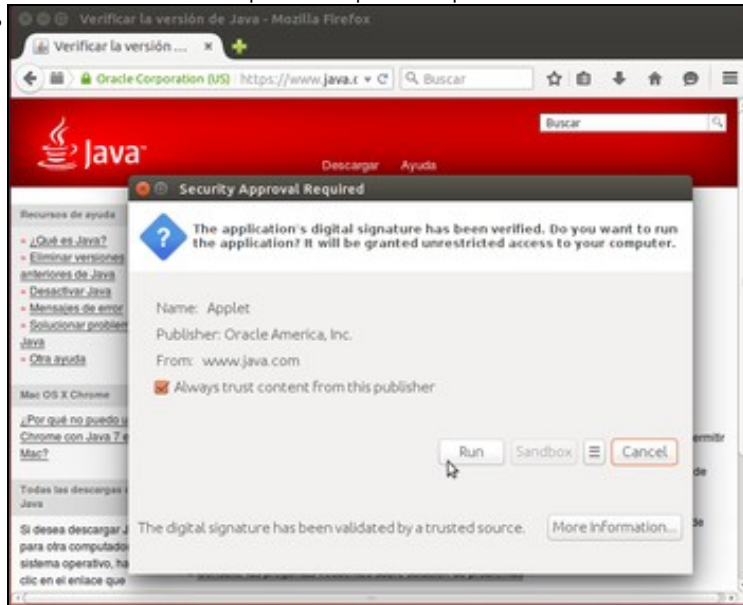 Verificar la versión de Java - Mozilla Firefox
Verificar la versión ...
Oracle Corporation (US) https://www.java.c
Buscar
Java
Buscar
Descargar Ayuda
Security Approval Required
The application's digital signature has been verified. Do you want to run
the application? It will be granted unrestricted access to your computer.
Name: Applet
Publisher: Oracle America, Inc.
From: www.java.com
Always trust content from this publisher
Run Sandbox Cancel
The digital signature has been validated by a trusted source. More Information...
Recursos de ayuda
¿Qué es Java?
Eliminar versiones
anteriores de Java
Desactivar Java
Mensajes de error
Solucionar
Java
Otra ayuda
Mac OS X Chrome
¿Por qué no puedo
Chrome con Java 7
Mac?
Todas las descargas
Java
Si desea descargar
para otra
sistema operativo,
clic en el enlace que
de